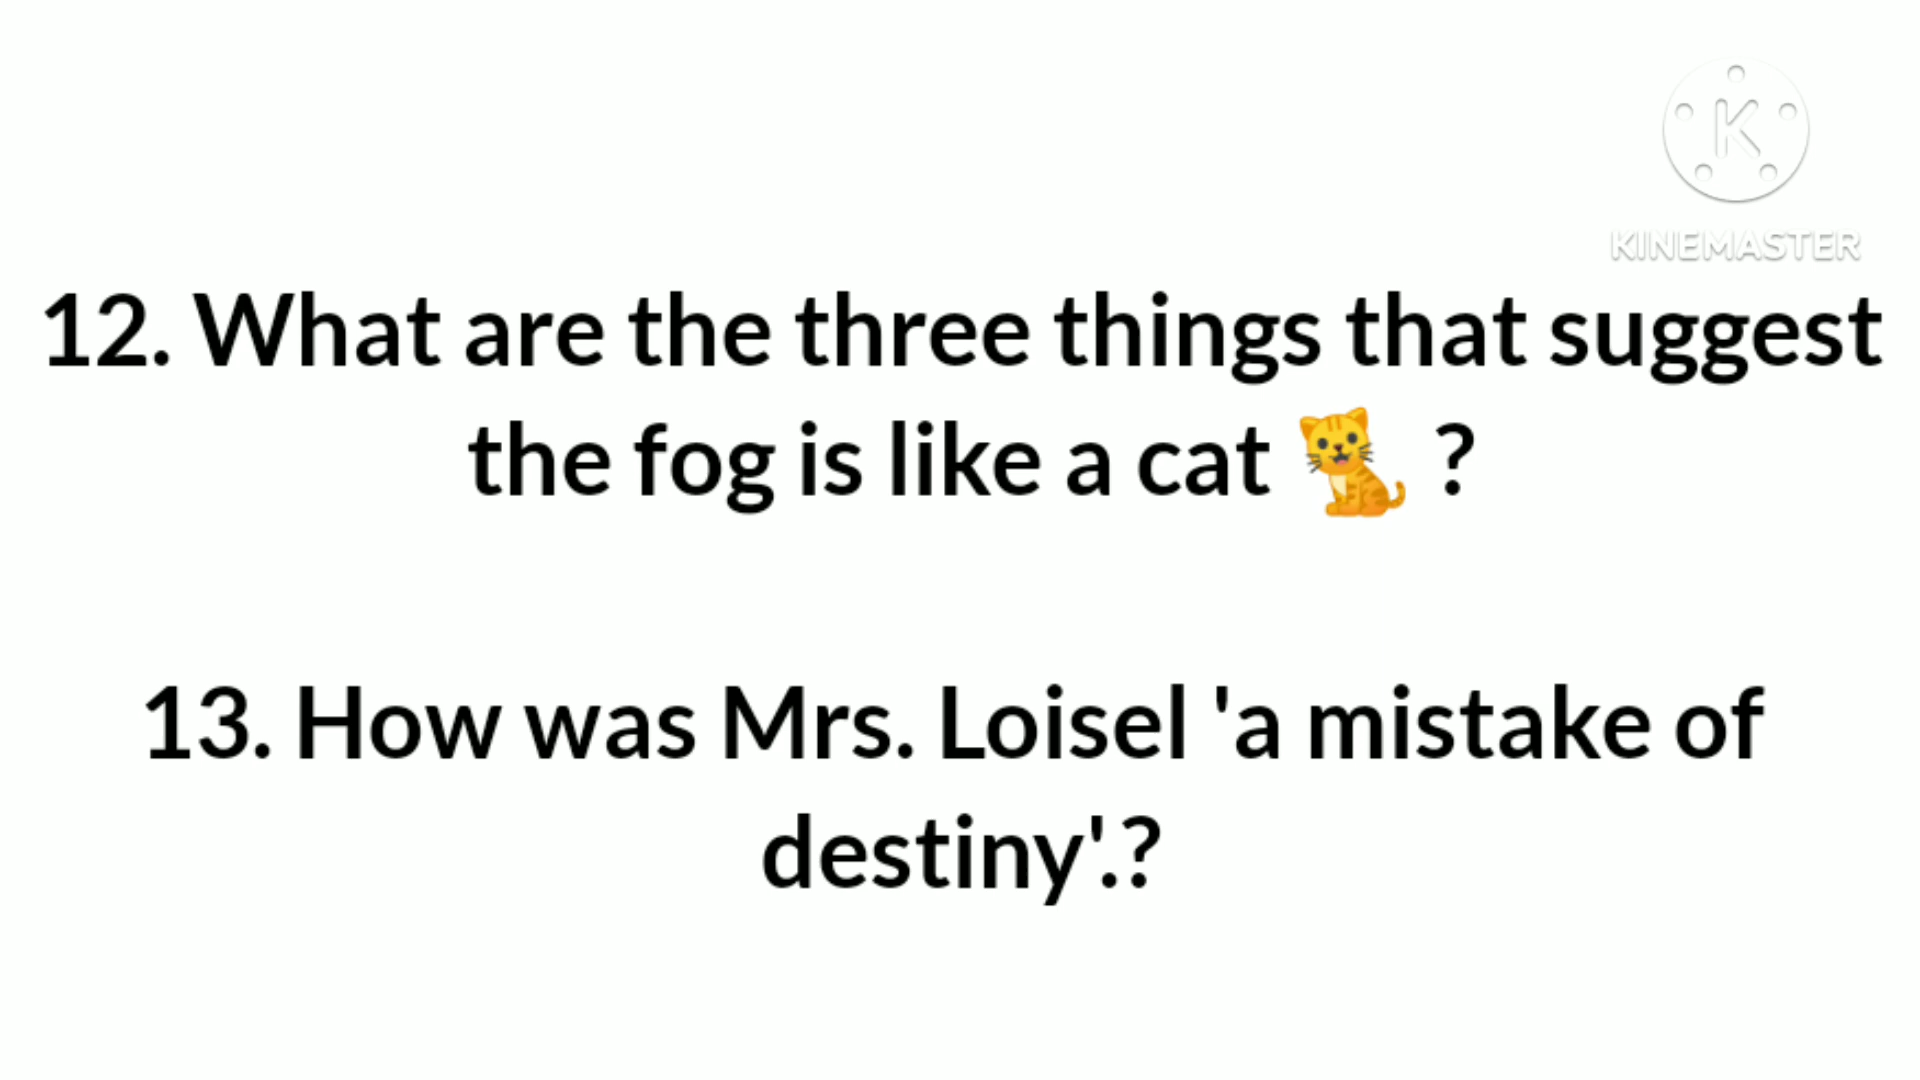 K
KINEMASTER
12. What are the three things that suggest
the fog is like a cat 🐈 ?
13. How was Mrs. Loisel 'a mistake of
destiny'.?